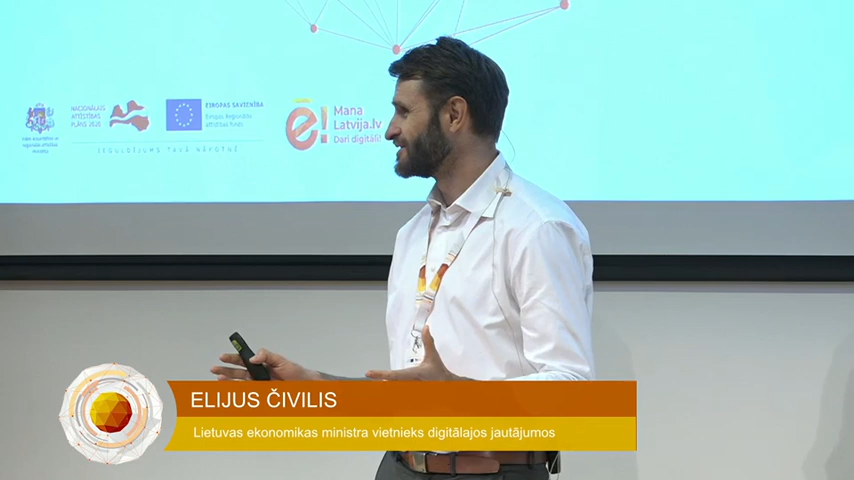 NACIONĀLAIS
ATTĪSTĪBAS
PLĀNS 2020
EIROPAS SAVIENĪBA
Eiropas Reģionālās
attīstības fonds
IEGULDĪJUMS TAVĀ NĀKOTNĒ
Mana
Latvija.lv
Dari digitāli!
ELIJUS ČIVILIS
Lietuvas ekonomikas ministra vietnieks digitālajos jautājumos